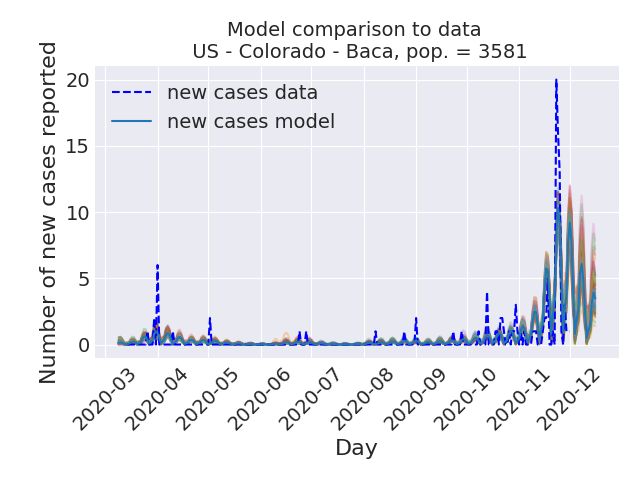 Model comparison to data
US - Colorado - Baca, pop. = 3581
Number of new cases reported
20
15
10
5
0
new cases data
new cases model
2020-03
2020-04
2020-05
2020-06
2020-07
2020-08
2020-09
2020-10
2020-11
2020-12
Day